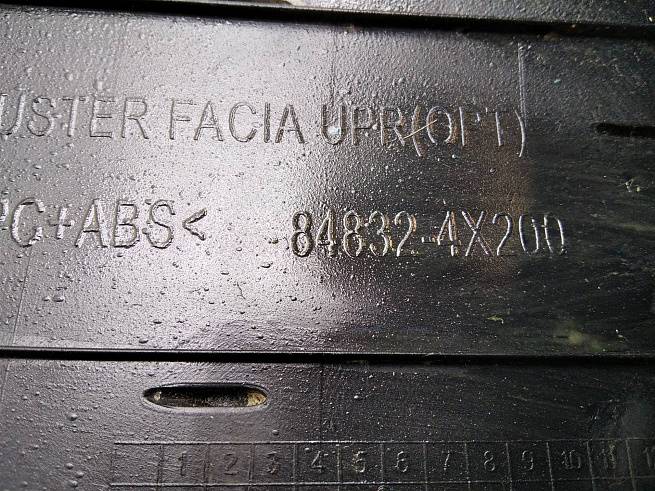 USTER FACIA UPR(OPT)
PC+ABS< 84832-4X200
1 2 3 4 5 6 7 8 9 10 11